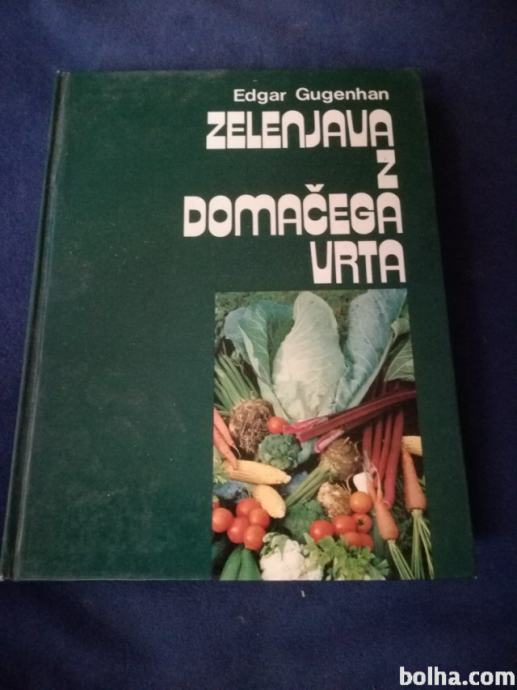 Edgar Gugenhan
ZELENJAVA
Z
DOMAČEGA
VRTA
bolha.com